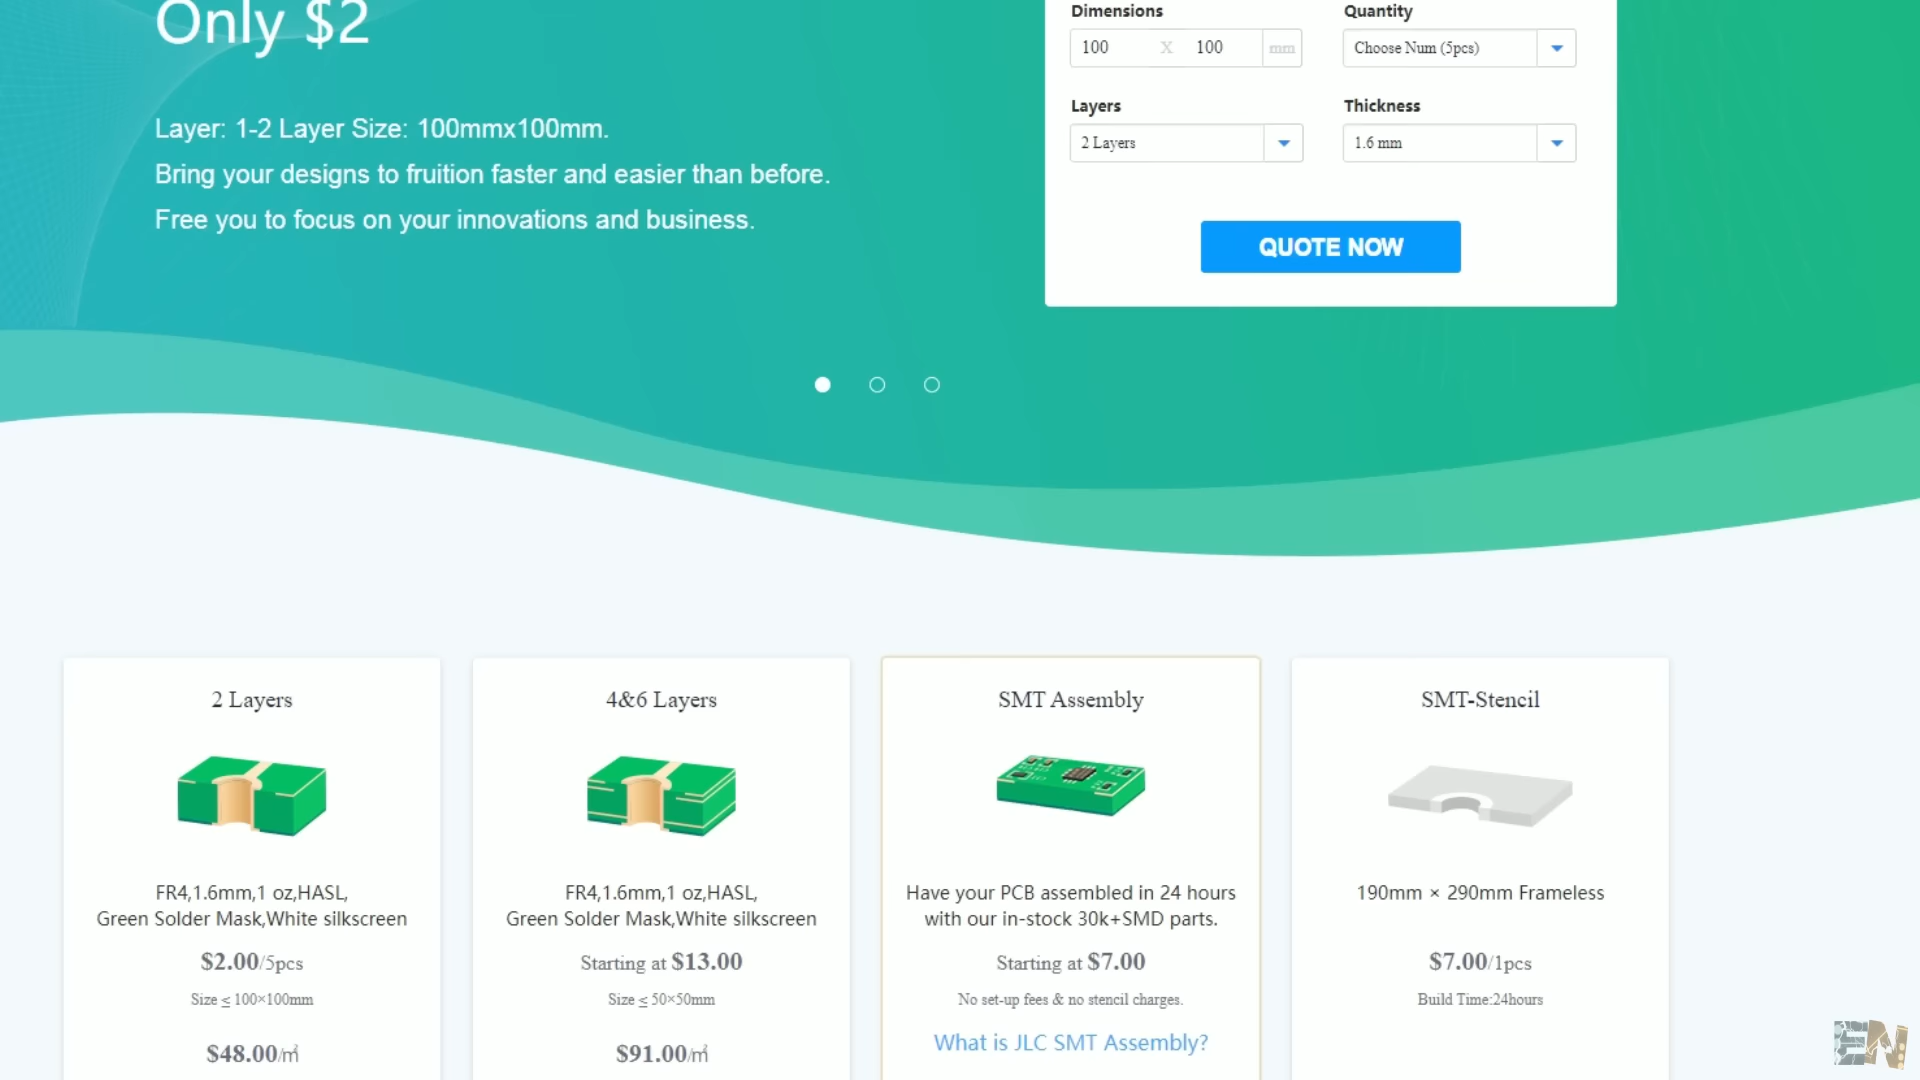 Only $2
Layer: 1-2 Layer Size: 100mmx100mm.
Bring your designs to fruition faster and easier than before.
Free you to focus on your innovations and business.
Dimensions
100 X 100 mm
Quantity
Choose Num (5pcs)
Layers
2 Layers
Thickness
1.6 mm
QUOTE NOW
2 Layers
FR4,1.6mm,1 oz,HASL,
Green Solder Mask,White silkscreen
$2.00/5pcs
Size ≤ 100×100mm
$48.00/㎡
4&6 Layers
FR4,1.6mm,1 oz,HASL,
Green Solder Mask,White silkscreen
Starting at $13.00
Size ≤ 50×50mm
$91.00/㎡
SMT Assembly
Have your PCB assembled in 24 hours
with our in-stock 30k+SMD parts.
Starting at $7.00
No set-up fees & no stencil charges.
What is JLC SMT Assembly?
SMT-Stencil
190mm × 290mm Frameless
$7.00/1pcs
Build Time:24hours
EN